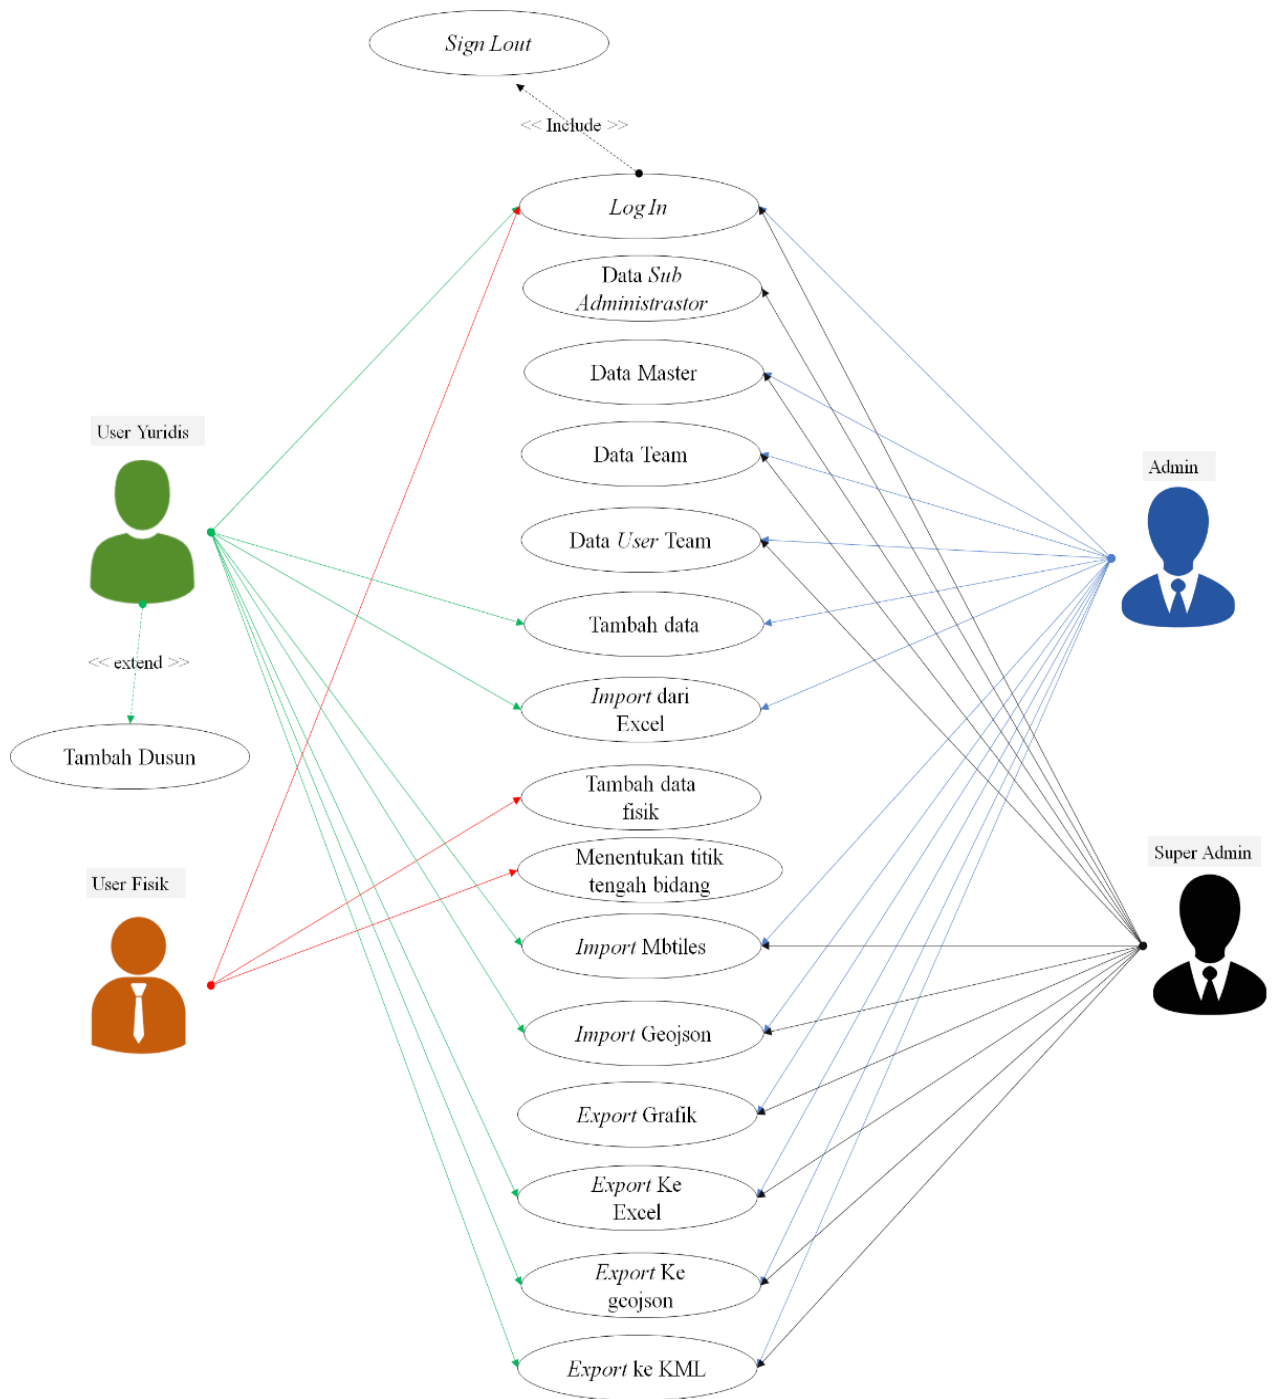 Sign Lout
<< Include >>
Log In
Data Sub
Administrastor
Data Master
User Yuridis
Data Team
Admin
Data User Team
Tambah data
<< extend >>
Import dari
Excel
Tambah Dusun
Tambah data
fisik
Menentukan titik
tengah bidang
Super Admin
User Fisik
Import Mbtiles
Import Geojson
Export Grafik
Export Ke
Excel
Export Ke
geojson
Export ke KML